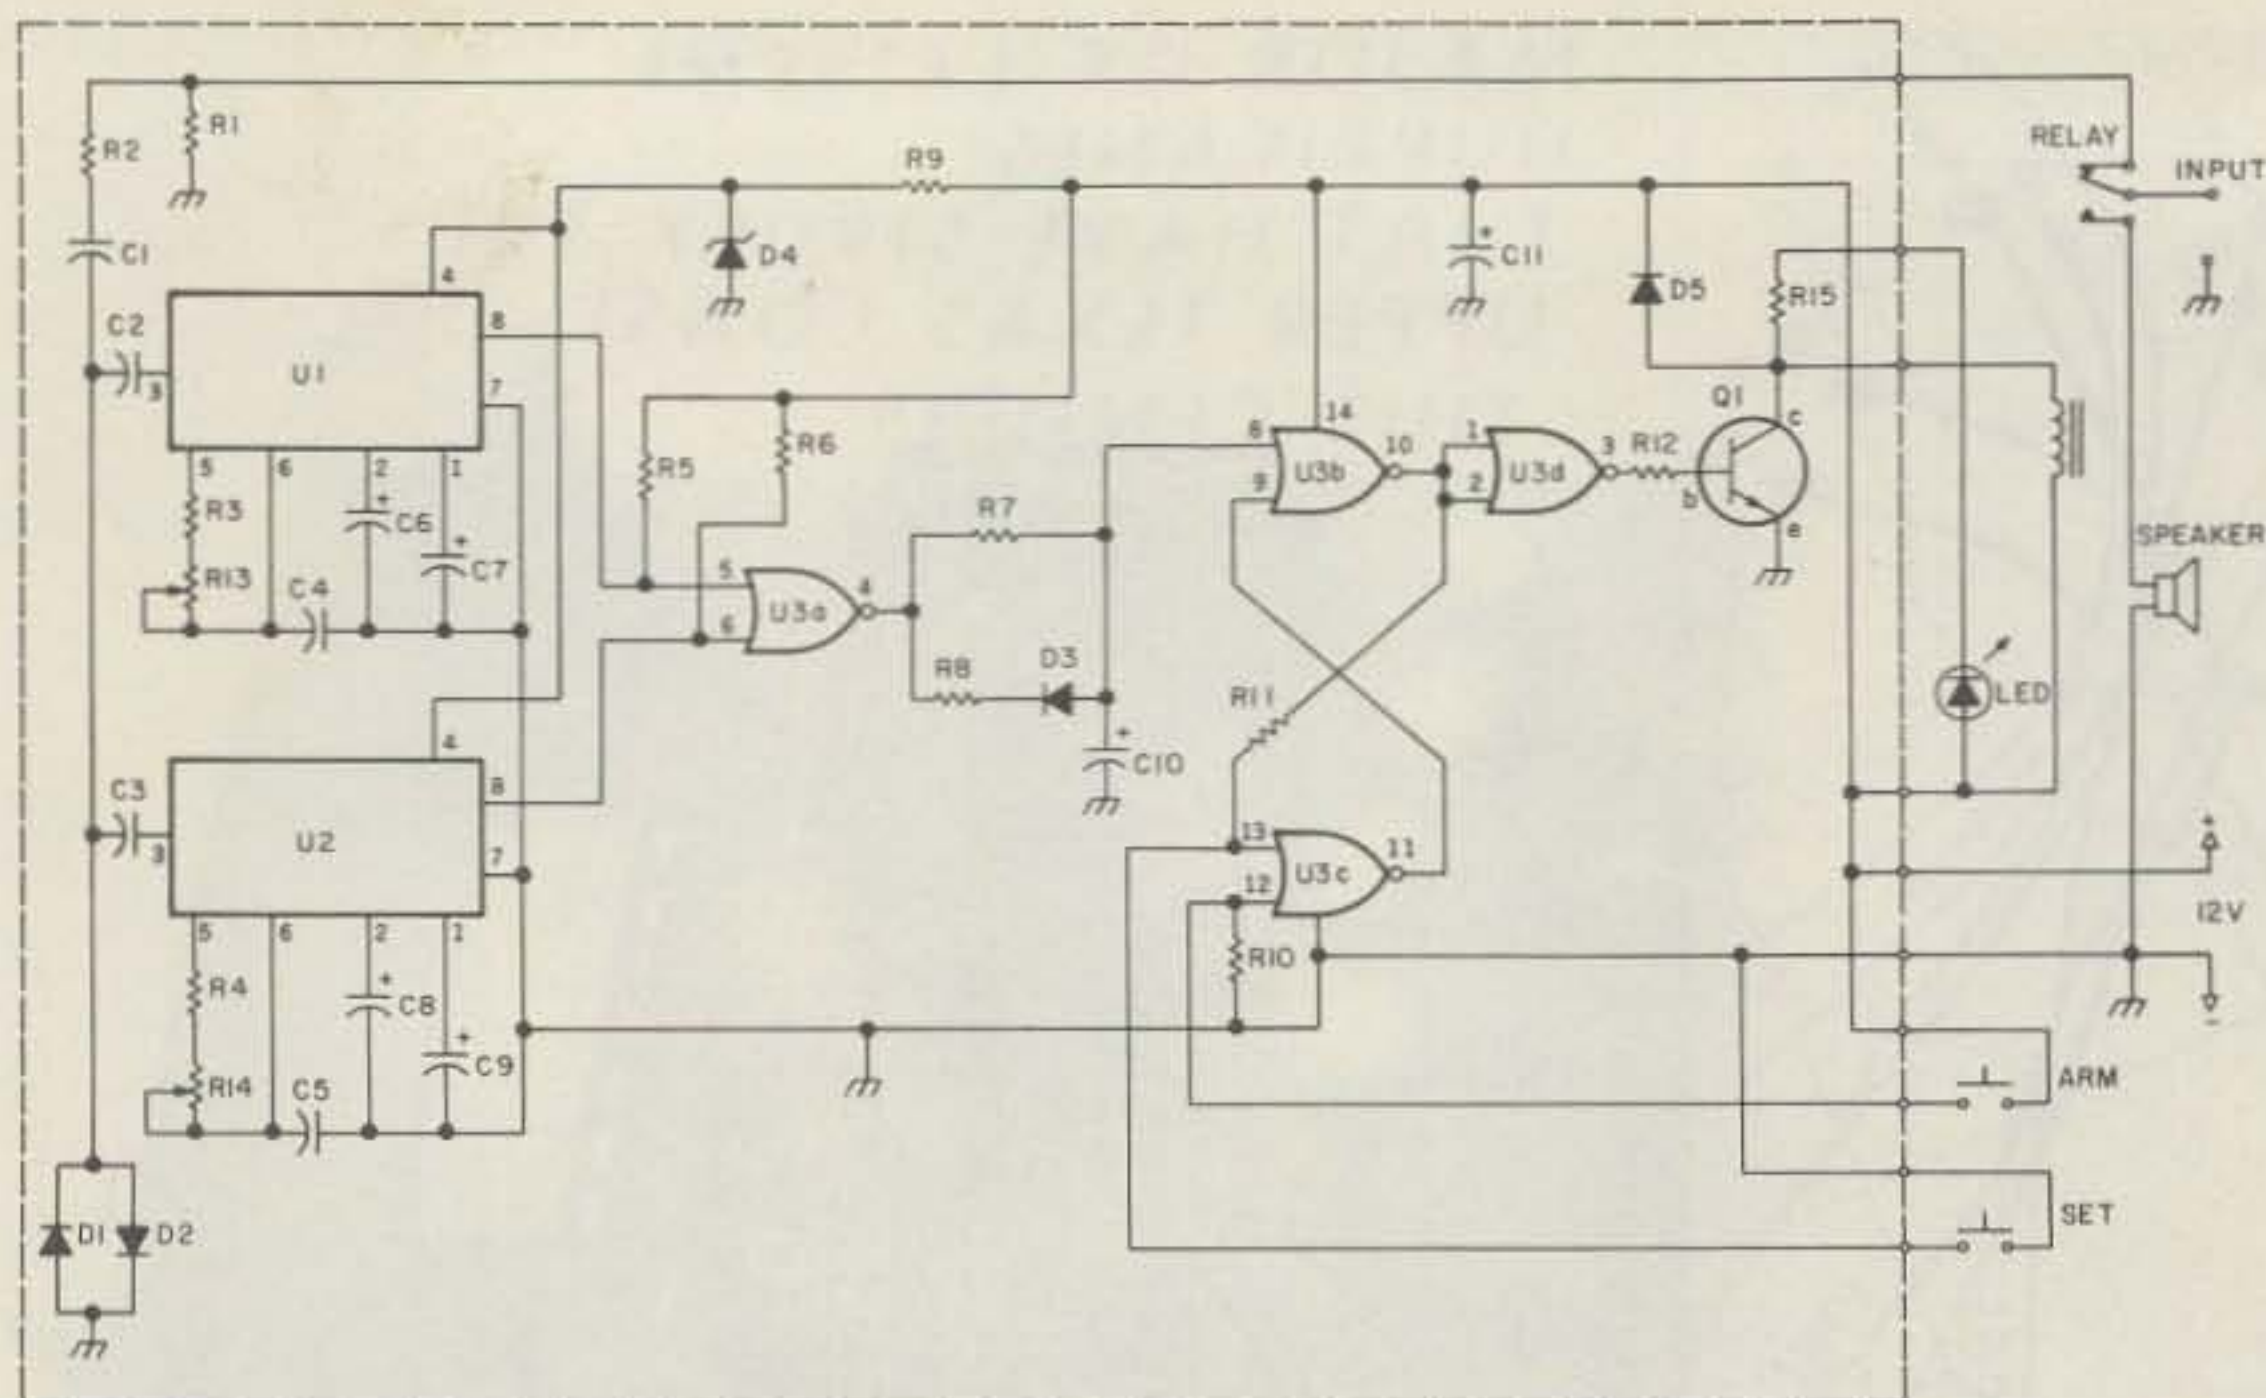 R2
R1
R9
RELAY
INPUT
C1
4
D4
+
C11
D5
R15
C2
8
3
U1
7
Q1
c
5
6
2
1
R5
R6
8
14
10
1
3
R12
U3b
U3d
9
2
b
e
R3
+
C6
R7
SPEAKER
R13
C4
+
C7
5
4
U3a
6
R8
D3
R11
LED
4
+
C10
C3
8
3
U2
7
13
11
U3c
12
+
12V
5
6
2
1
R4
+
C8
R10
-
R14
C5
+
C9
ARM
D1
D2
SET